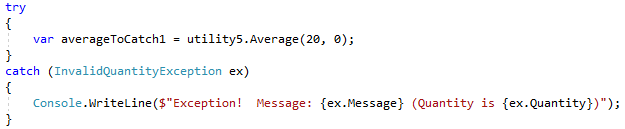 try
{
    var averageToCatch1 = utility5.Average(20, 0);
}
catch (InvalidQuantityException ex)
{
    Console.WriteLine($"Exception!  Message: {ex.Message} (Quantity is {ex.Quantity})");
}